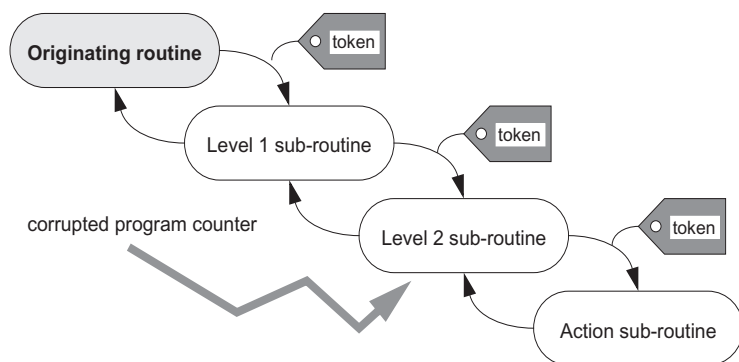 Originating routine
token
Level 1 sub-routine
token
corrupted program counter
Level 2 sub-routine
token
Action sub-routine